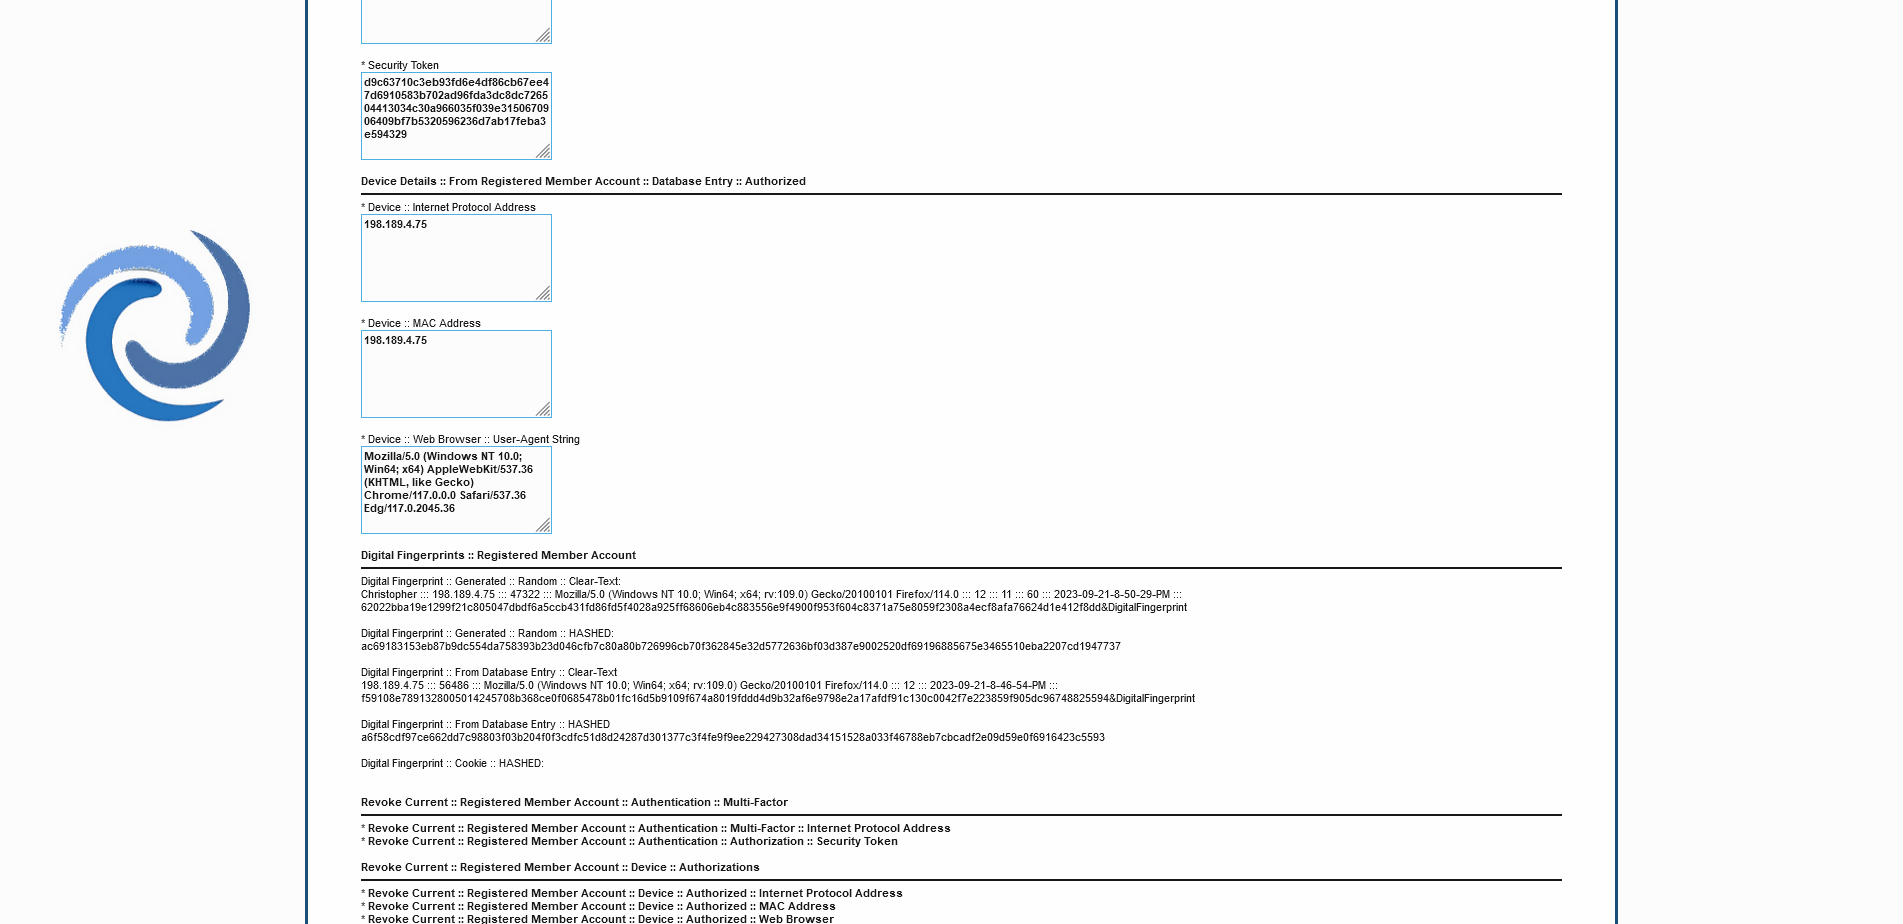 * Security Token
d9c63710c3eb93fd6e4df86cb67ee4
7d6910583b702ad96fda3dc8dc7265
04413034c30a966035f039e3150670 9
06409bf7b5320596236d7ab17feba3
e594329
Device Details :: From Registered Member Account :: Database Entry :: Authorized
* Device :: Internet Protocol Address
198.189.4.75
* Device :: MAC Address
198.189.4.75
* Device :: Web Browser :: User-Agent String
Mozilla/5.0 (Windows NT 10.0;
Win64; x64) AppleWebKit/537.36
(KHTML, like Gecko)
Chrome/117.0.0.0 Safari/537.36
Edg/117.0.2045.36
Digital Fingerprints :: Registered Member Account
Digital Fingerprint :: Generated :: Random :: Clear-Text:
Christopher ::: 198.189.4.75 ::: 47322 ::: Mozilla/5.0 (Windows NT 10.0; Win64; x64; rv:109.0) Gecko/20100101 Firefox/114.0 ::: 12 ::: 11 ::: 60 ::: 2023-09-21-8-50-29-PM :::
62022bba19e1299f21c805047dbdf6a5ccb431fd86fd5f4028a925ff68606eb4c883556e9f4900f953f604c8371a75e8059f2308a4ecf8afa76624d1e412f8dd&DigitalFingerprint
Digital Fingerprint :: Generated :: Random :: HASHED:
ac69183153eb87b9dc554da758393b23d046cfb7c80a80b726996cb70f362845e32d5772636bf03d387e9002520df69196885675e3465510eba2207cd1947737
Digital Fingerprint :: From Database Entry :: Clear-Text
198.189.4.75 ::: 56486 ::: Mozilla/5.0 (Windows NT 10.0; Win64; x64; rv:109.0) Gecko/20100101 Firefox/114.0 ::: 12 ::: 2023-09-21-8-46-54-PM :::
f59108e7891328005014245708b368ce0f0685478b01fc16d5b9109f674a8019fddd4d9b32af6e9798e2a17afdf91c130c0042f7e223859f905dc96748825594&DigitalFingerprint
Digital Fingerprint :: From Database Entry :: HASHED
a6f58cdf97ce662dd7c98803f03b204f0f3cdfc51d8d24287d301377c3f4fe9f9ee229427308dad34151528a033f46788eb7cbcadf2e09d59e0f6916423c5593
Digital Fingerprint :: Cookie :: HASHED:
Revoke Current :: Registered Member Account :: Authentication :: Multi-Factor
* Revoke Current :: Registered Member Account :: Authentication :: Multi-Factor :: Internet Protocol Address
* Revoke Current :: Registered Member Account :: Authentication :: Authorization :: Security Token
Revoke Current :: Registered Member Account :: Device :: Authorizations
* Revoke Current :: Registered Member Account :: Device :: Authorized :: Internet Protocol Address
* Revoke Current :: Registered Member Account :: Device :: Authorized :: MAC Address
* Revoke Current :: Registered Member Account :: Device :: Authorized :: Web Browser